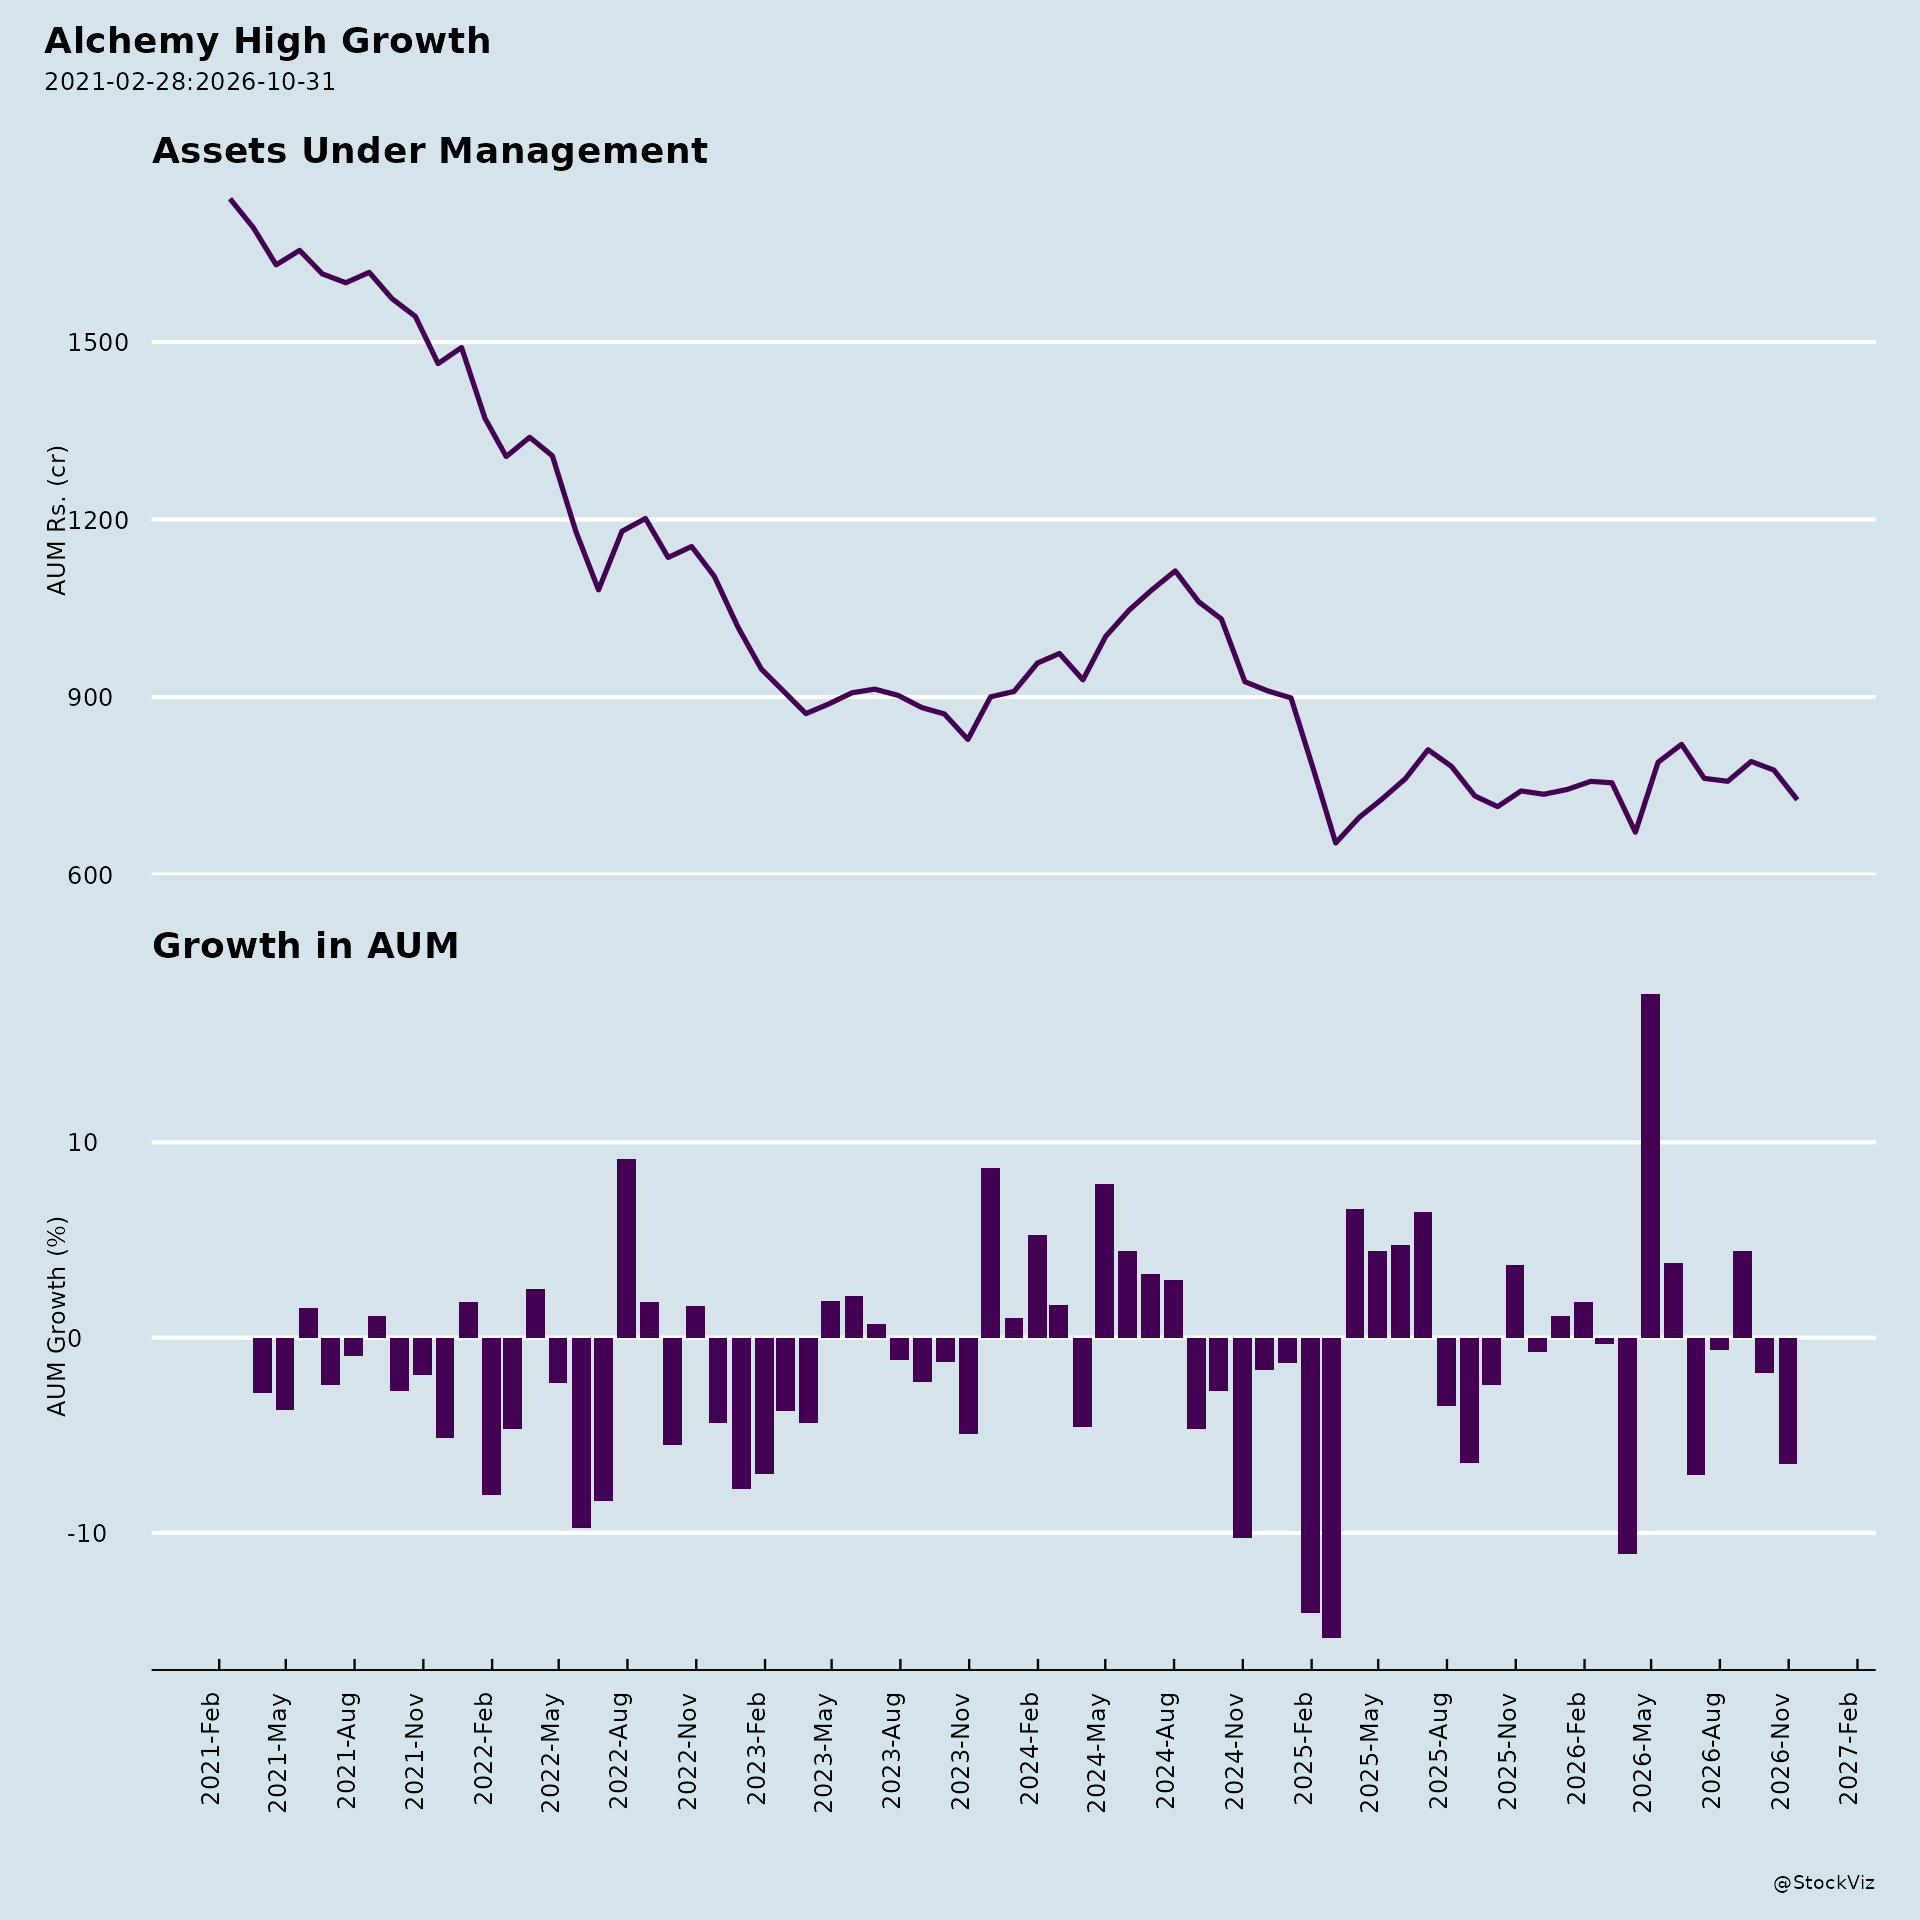 Alchemy High Growth
2021-02-28:2026-10-31
Assets Under Management
AUM Rs. (cr)
1500
1200
900
600
Growth in AUM
AUM Growth (%)
10
0
-10
2021-Feb
2021-May
2021-Aug
2021-Nov
2022-Feb
2022-May
2022-Aug
2022-Nov
2023-Feb
2023-May
2023-Aug
2023-Nov
2024-Feb
2024-May
2024-Aug
2024-Nov
2025-Feb
2025-May
2025-Aug
2025-Nov
2026-Feb
2026-May
2026-Aug
2026-Nov
2027-Feb
@StockViz